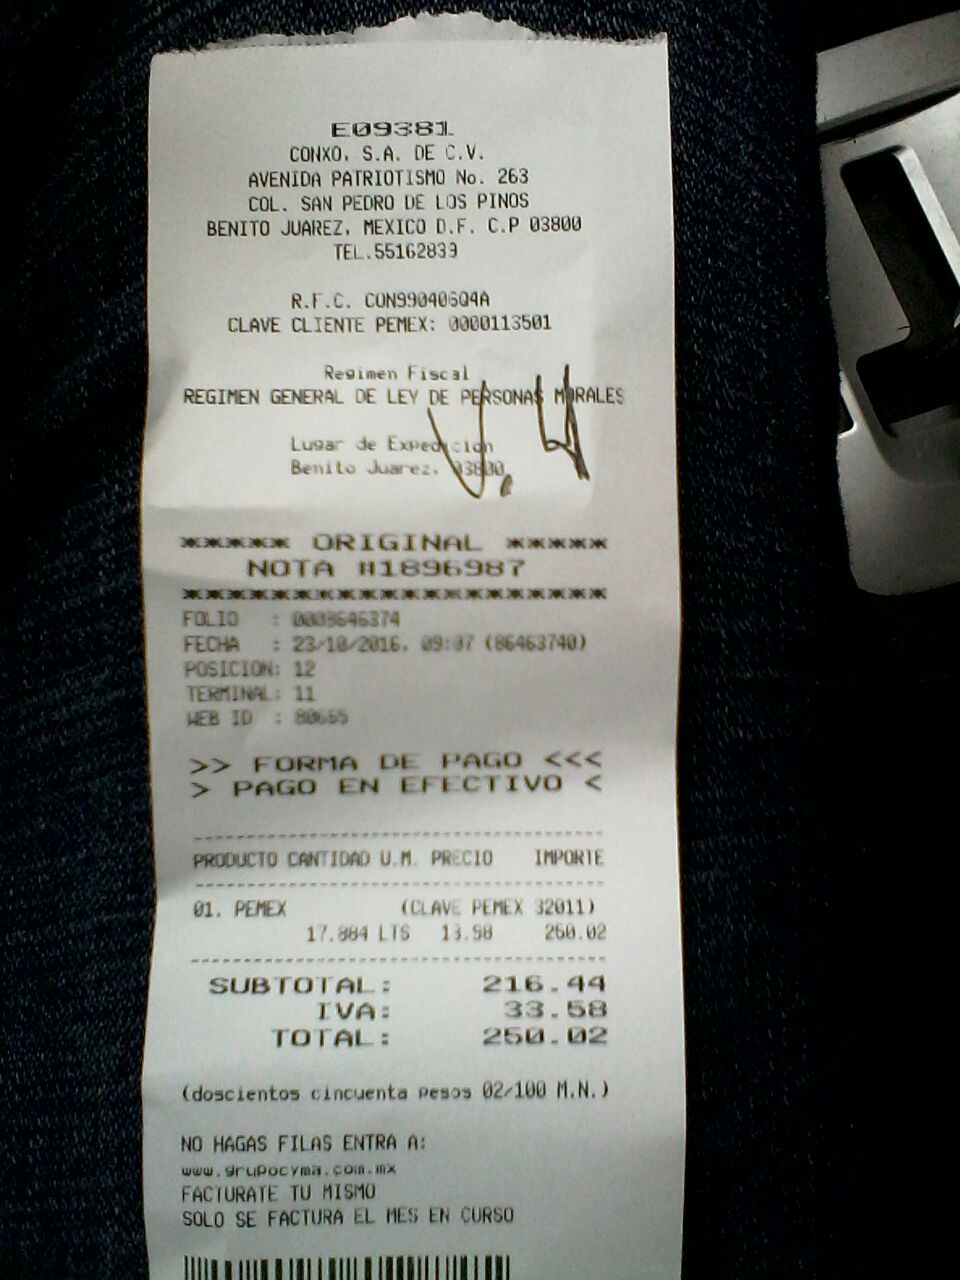 E09381
CONXO, S.A. DE C.V.
AVENIDA PATRIOTISMO No. 263
COL. SAN PEDRO DE LOS PINOS
BENITO JUAREZ, MEXICO D.F. C.P 03800
TEL.55162839
R.F.C. CON990406Q4A
CLAVE CLIENTE PEMEX: 0000113501
Regimen Fiscal
REGIMEN GENERAL DE LEY DE PERSONAS MORALES
Lugar de Expedicion
Benito Juarez, 03800
***** ORIGINAL *****
NOTA #1896987
*******************
FOLIO : 0008646374
FECHA : 23/10/2016, 09:07 (86463740)
POSICION: 12
TERMINAL: 11
WEB ID : 80665
>> FORMA DE PAGO <<<
> PAGO EN EFECTIVO <
PRODUCTO CANTIDAD U.M. PRECIO IMPORTE
01. PEMEX (CLAVE PEMEX 32011)
17.884 LTS 13.98 250.02
SUBTOTAL: 216.44
IVA: 33.58
TOTAL: 250.02
(doscientos cincuenta pesos 02/100 M.N.)
NO HAGAS FILAS ENTRA A:
www.grupocyma.com.mx
FACTURATE TU MISMO
SOLO SE FACTURA EL MES EN CURSO